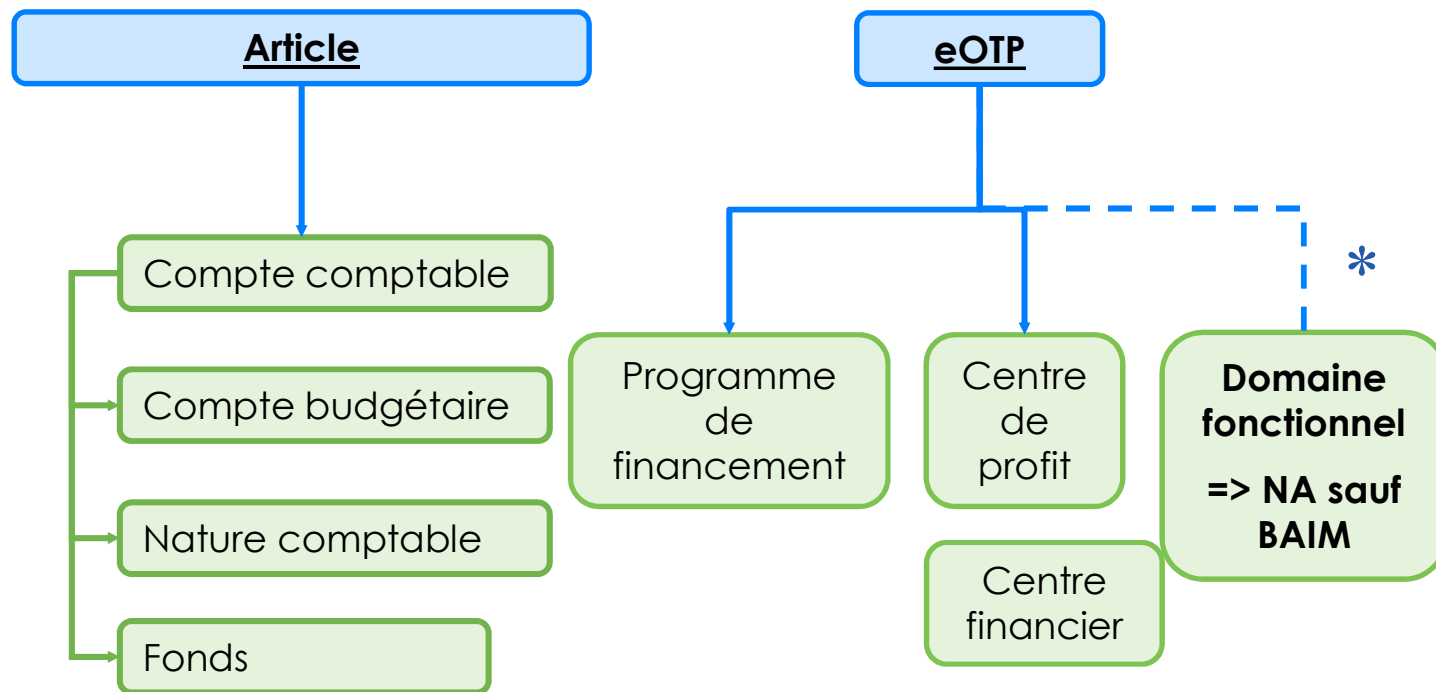 Article
eOTP
Compte comptable
*
Programme
de
financement
Centre
de
profit
Domaine
fonctionnel
=> NA sauf
BAIM
Compte budgétaire
Nature comptable
Centre
financier
Fonds